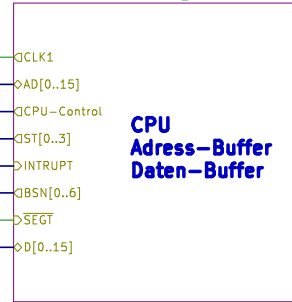 CLK1
AD[0..15]
CPU-Control
ST[0..3]
CPU
Adress-Buffer
Daten-Buffer
INTRUPT
BSN[0..6]
SEGT
D[0..15]